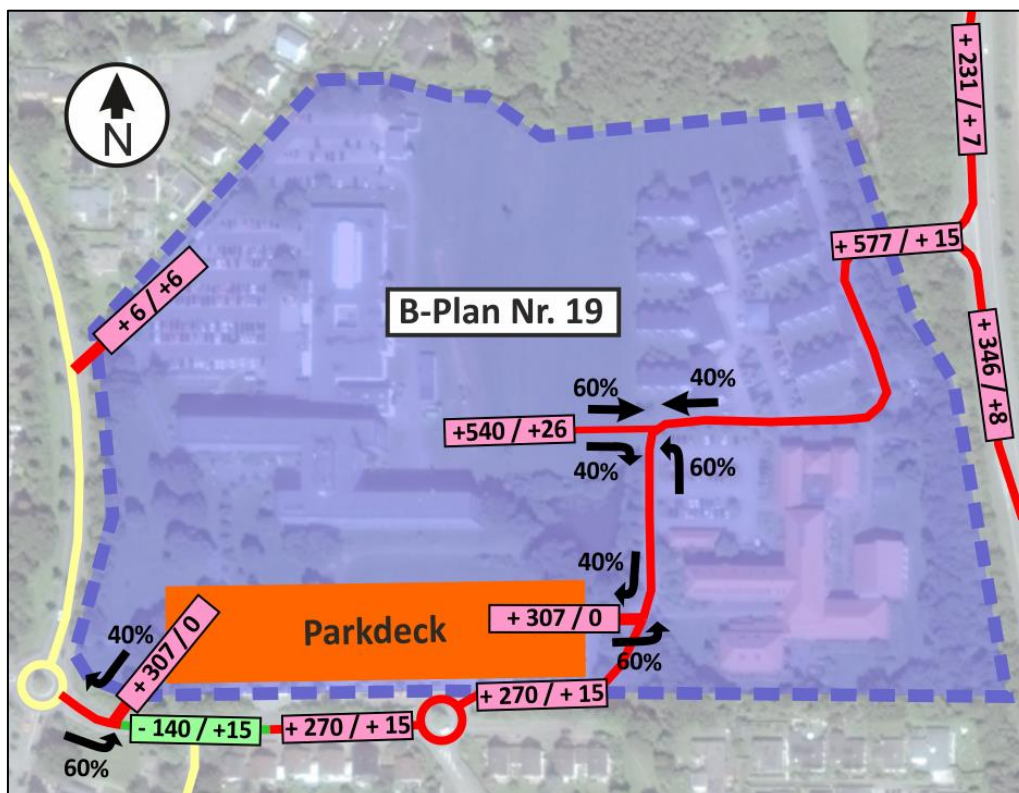 + 231 / + 7
N
+ 577 / + 15
+ 6 / +6
B-Plan Nr. 19
+ 346 / +8
60%
40%
+540 / +26
40%
60%
40%
+ 307 / 0
Parkdeck
60%
40%
+ 307 / 0
+ 270 / + 15
- 140 / +15
+ 270 / + 15
60%